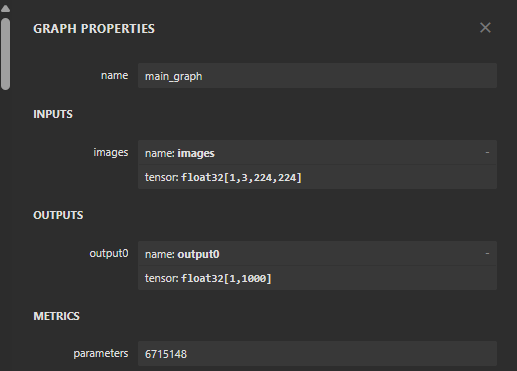 GRAPH PROPERTIES ×
name main_graph
INPUTS
images name: images -
tensor: float32[1,3,224,224]
OUTPUTS
output0 name: output0 -
tensor: float32[1,1000]
METRICS
parameters 6715148